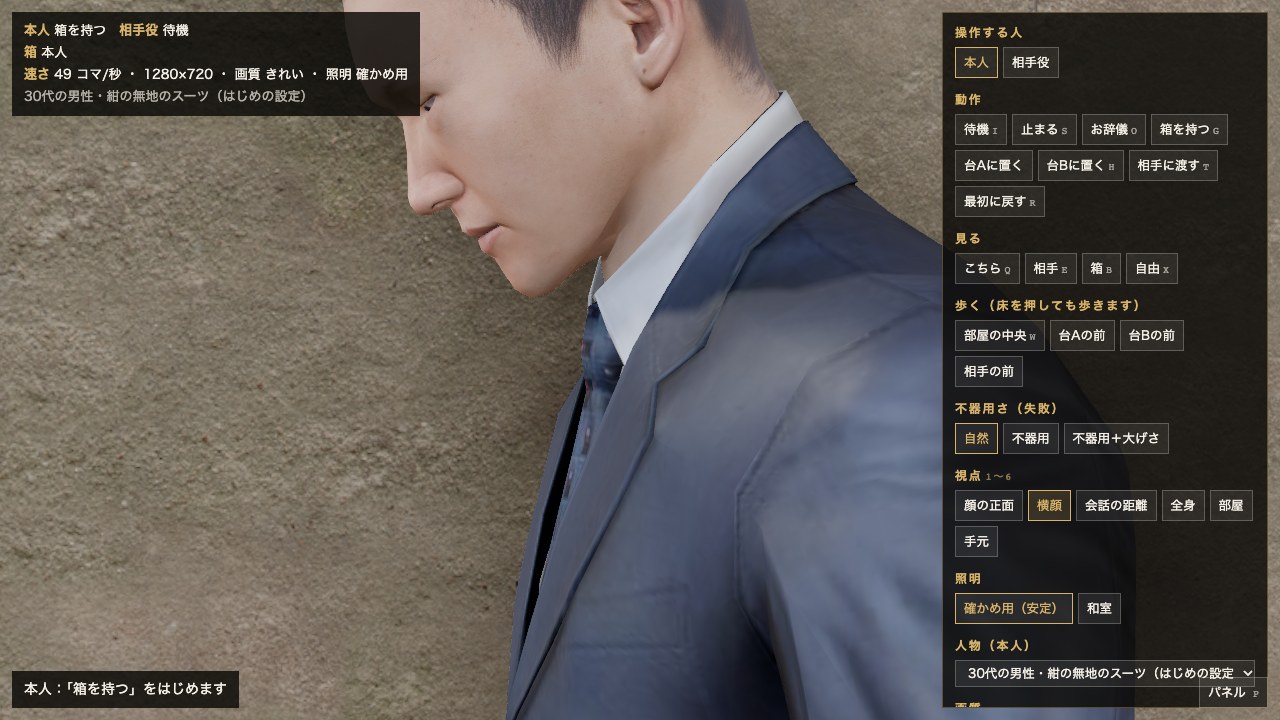 本人 箱を持つ 相手役 待機
箱 本人
速さ 49 コマ/秒 ・ 1280×720 ・ 画質 きれい ・ 照明 確かめ用
30代の男性・紺の無地のスーツ（はじめの設定）
本人：「箱を持つ」をはじめます
操作する人
本人 相手役
動作
待機 I 止まる S お辞儀 O 箱を持つ G
台Aに置く 台Bに置く H 相手に渡す T
最初に戻す R
見る
こちら Q 相手 E 箱 B 自由 X
歩く（床を押しても歩きます）
部屋の中央 W 台Aの前 台Bの前
相手の前
不器用さ（失敗）
自然 不器用 不器用＋大げさ
視点 1〜6
顔の正面 横顔 会話の距離 全身 部屋
手元
照明
確かめ用（安定） 和室
人物（本人）
30代の男性・紺の無地のスーツ（はじめの設定
パネル P